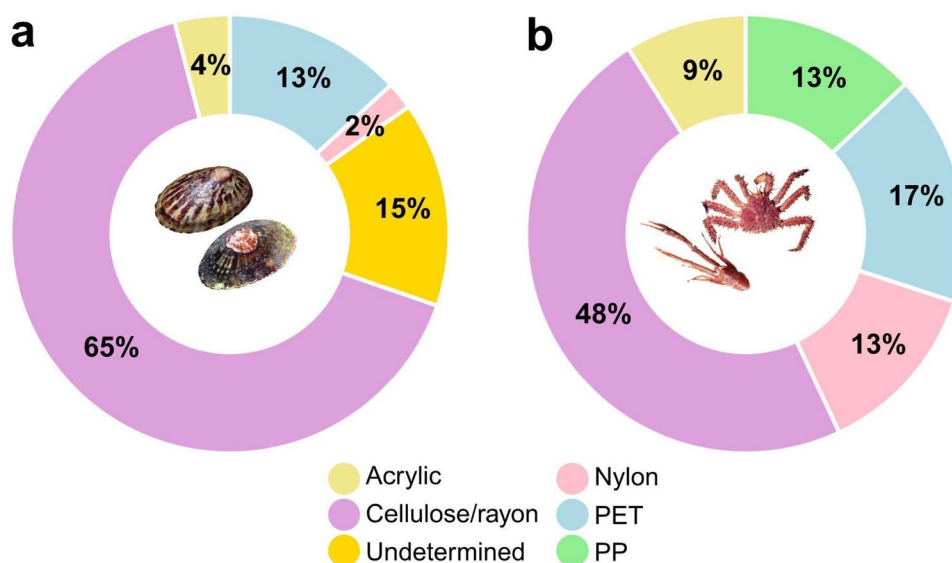 a
4%
13%
2%
15%
65%
b
9%
13%
17%
13%
48%
Acrylic
Cellulose/rayon
Undetermined
Nylon
PET
PP